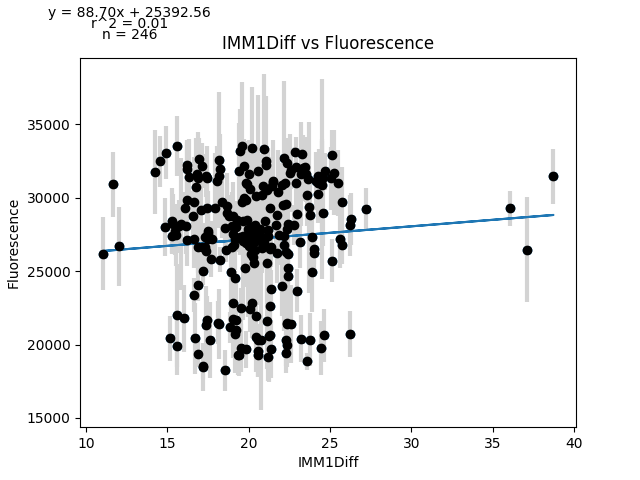 y = 88.70x + 25392.56
r^2 = 0.01
n = 246
IMM1Diff vs Fluorescence
Fluorescence
35000
30000
25000
20000
15000
10 15 20 25 30 35 40
IMM1Diff